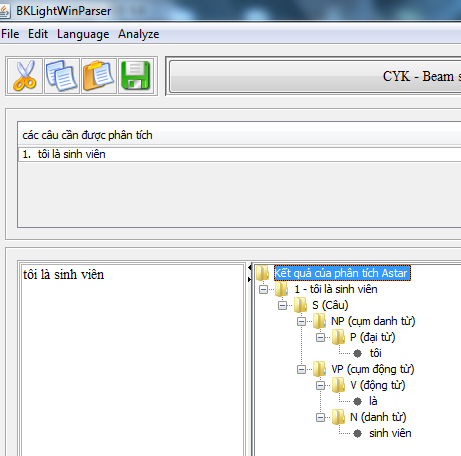 BKLightWinParser
File Edit Language Analyze
CYK - Beam s
các câu cần được phân tích
1. tôi là sinh viên
tôi là sinh viên
Kết quả của phân tích Astar
1 - tôi là sinh viên
S (Câu)
NP (cụm danh từ)
P (đại từ)
tôi
VP (cụm động từ)
V (động từ)
là
N (danh từ)
sinh viên